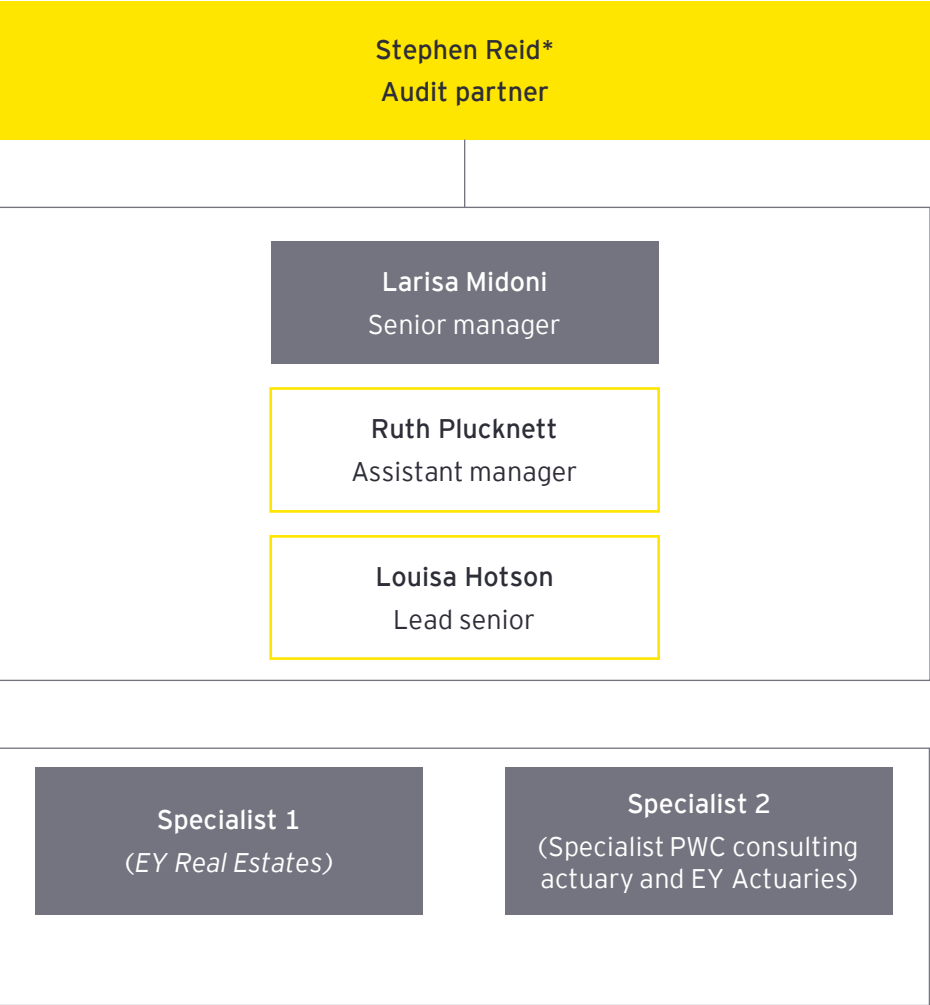 Stephen Reid*
Audit partner
Larisa Midoni
Senior manager
Ruth Plucknett
Assistant manager
Louisa Hotson
Lead senior
Specialist 1
(EY Real Estates)
Specialist 2
(Specialist PWC consulting
actuary and EY Actuaries)